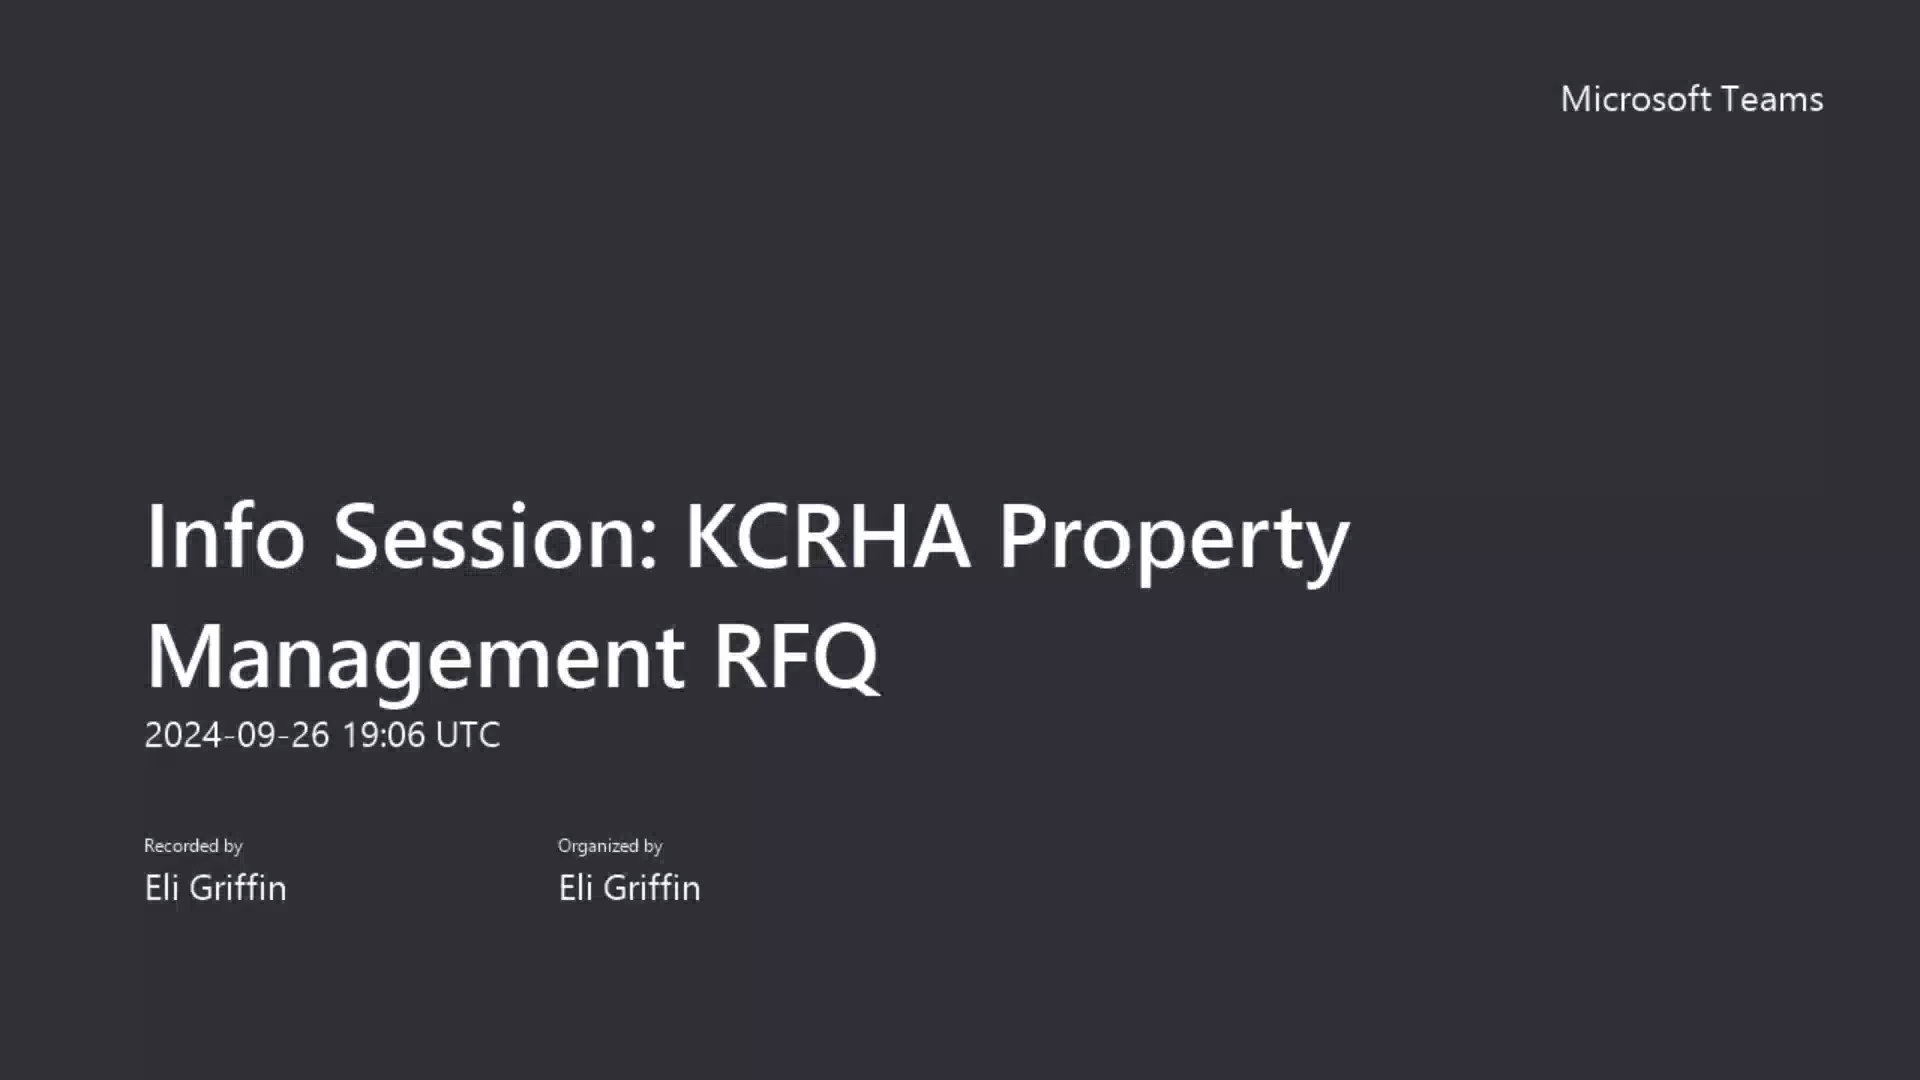 Microsoft Teams
Info Session: KCRHA Property
Management RFQ
2024-09-26 19:06 UTC
Recorded by
Eli Griffin
Organized by
Eli Griffin